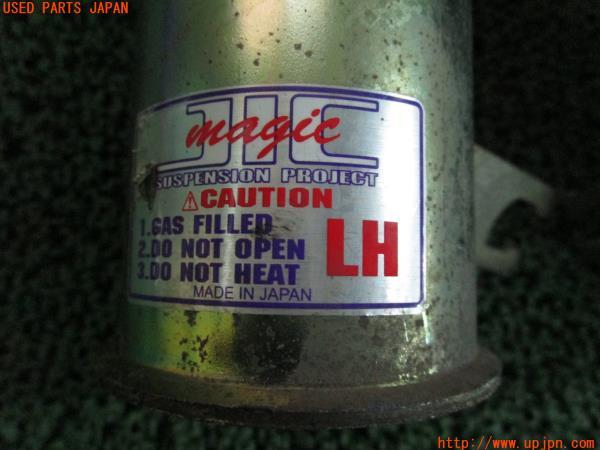 USED PARTS JAPAN
JIC
magic
SUSPENSION PROJECT
⚠CAUTION
1.GAS FILLED
2.DO NOT OPEN
3.DO NOT HEAT
LH
MADE IN JAPAN
http://www.upjpn.com/